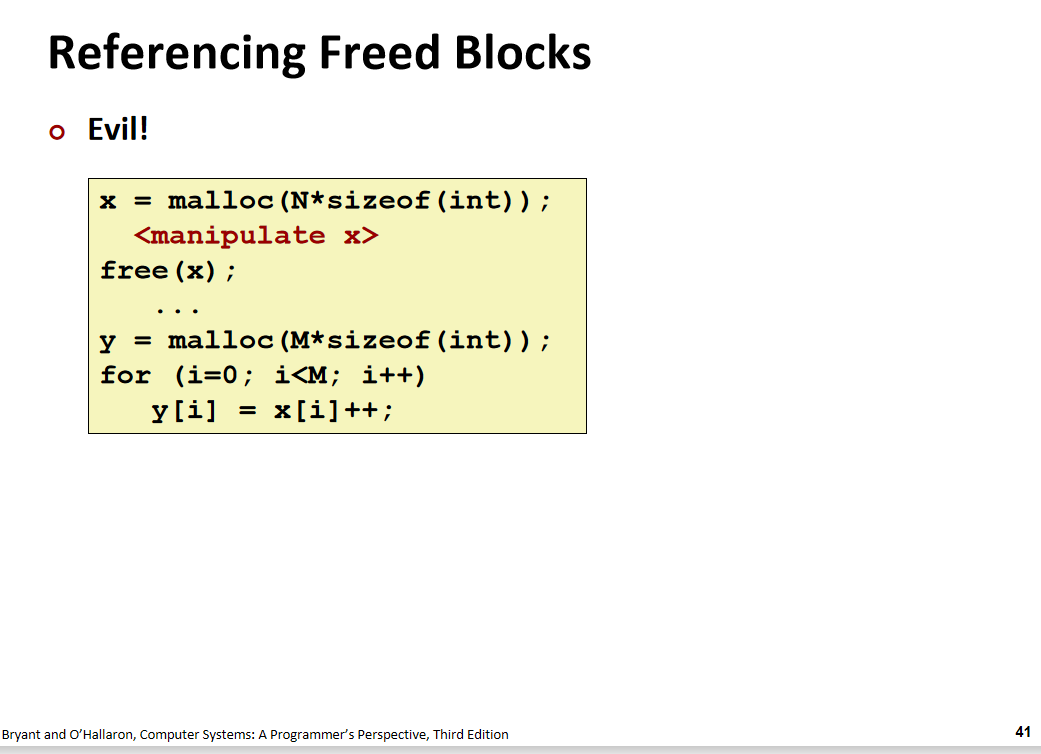 Referencing Freed Blocks
Evil!
x = malloc(N*sizeof(int));
<manipulate x>
free(x);
...
y = malloc(M*sizeof(int));
for (i=0; i<M; i++)
y[i] = x[i]++;
Bryant and O'Hallaron, Computer Systems: A Programmer's Perspective, Third Edition
41